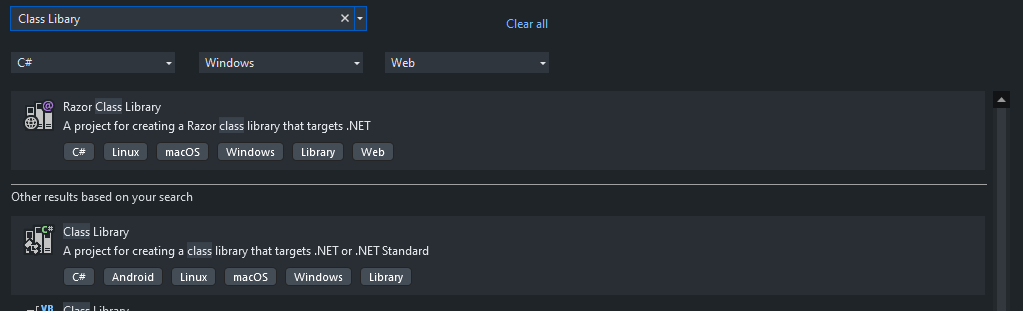 Class Libary
Clear all
C#
Windows
Web
Razor Class Library
A project for creating a Razor class library that targets .NET
C# Linux macOS Windows Library Web
Other results based on your search
Class Library
A project for creating a class library that targets .NET or .NET Standard
C# Android Linux macOS Windows Library
Class Library